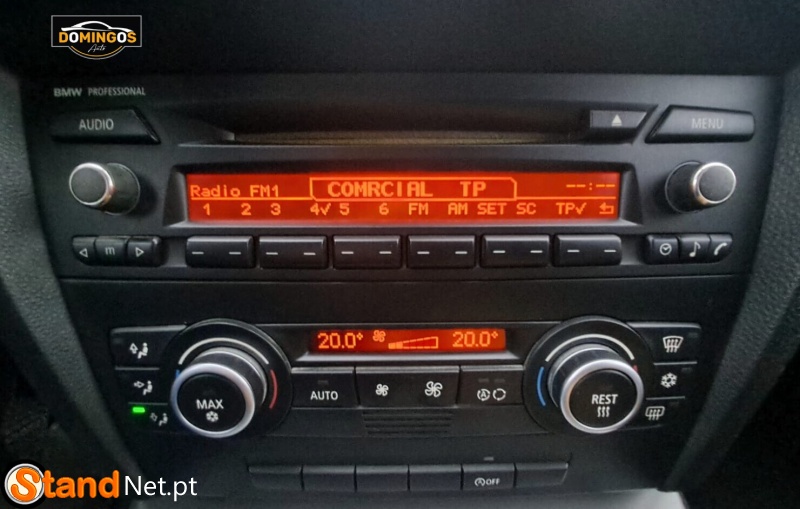 DOMINGOS
Auto
BMW PROFESSIONAL
AUDIO
MENU
Radio FM1 COMRCIAL TP --:--
1 2 3 4√ 5 6 FM AM SET SC TP√
m
20.0° 20.0°
MAX
AUTO
A
REST
OFF
StandNet.pt